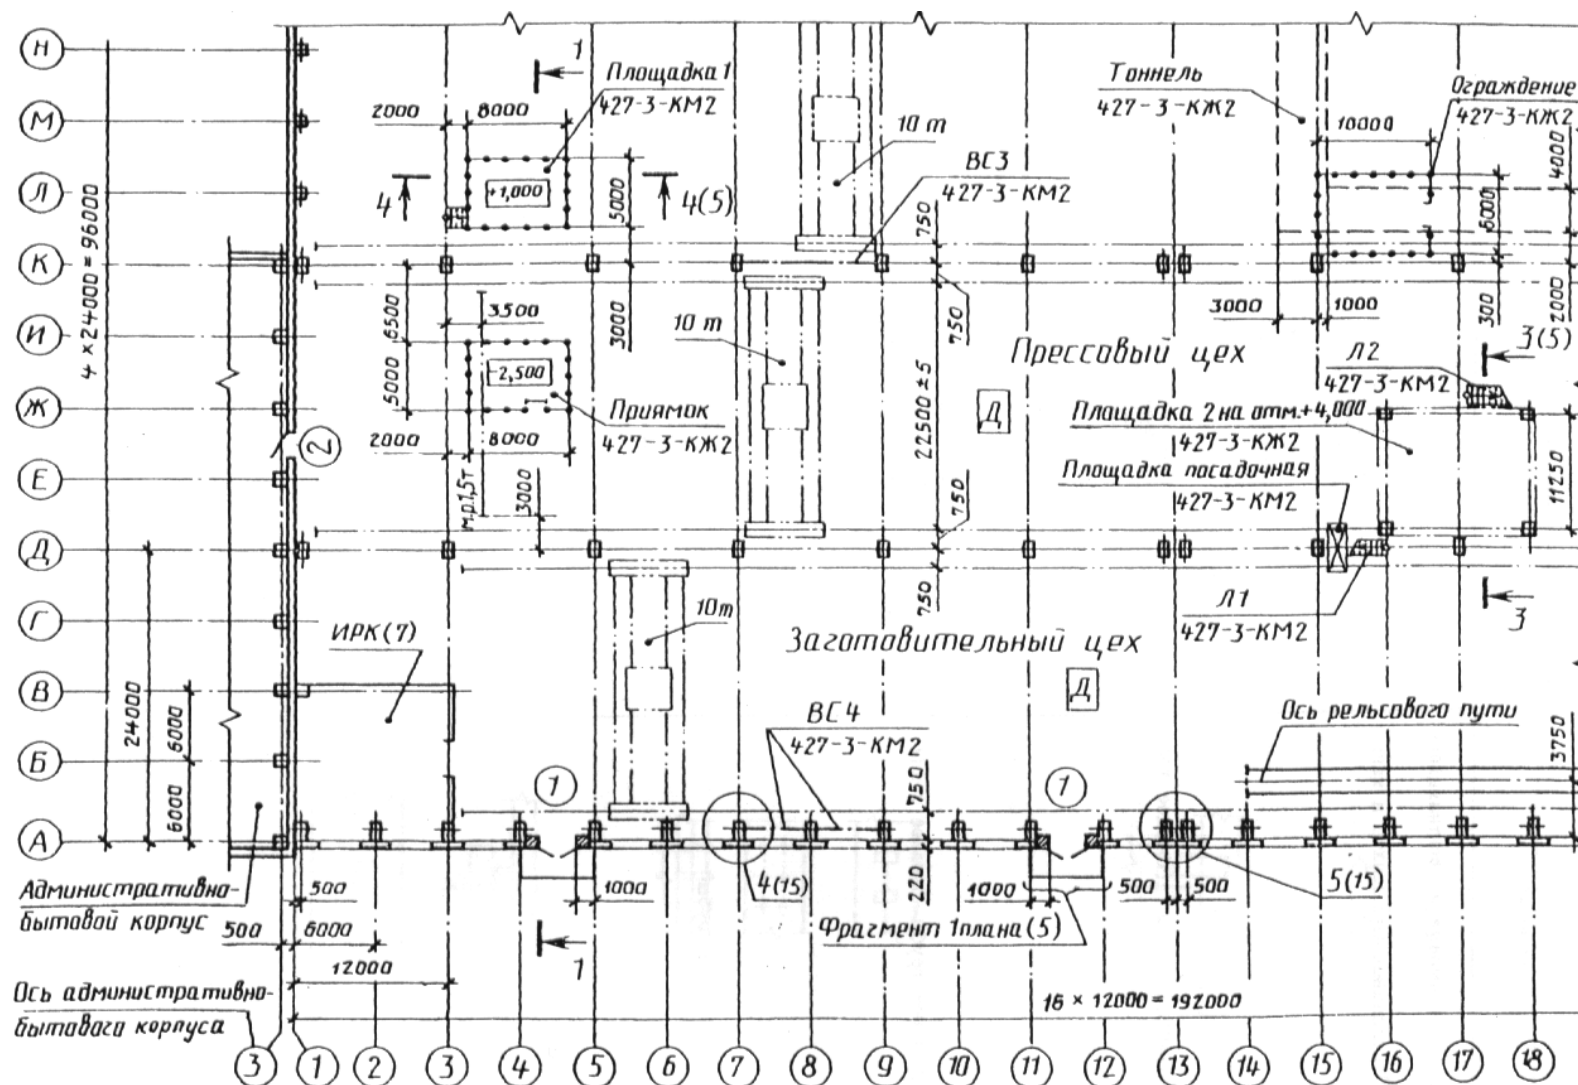 Н
М
Л
К
И
Ж
Е
Д
Г
В
Б
А
4 × 24000 = 96000
24000
6000
6000
1
Площадка 1
427-3-КМ2
2000
8000
+1,000
5000
4
4(5)
3000
6500
3500
5000
-2,500
Приямок
427-3-КЖ2
2000
8000
м.р.1,5т
3000
2
10 т
ВС3
427-3-КМ2
750
750
10 т
22500±5
750
750
Тоннель
427-3-КЖ2
Ограждение
427-3-КЖ2
10000
4000
6000
3000
1000
300
2000
Прессовый цех
Д
3(5)
Л2
427-3-КМ2
Площадка 2 на отм.+4,000
427-3-КЖ2
Площадка посадочная
427-3-КМ2
11250
Л1
427-3-КМ2
3
ИРК(7)
10т
Заготовительный цех
Д
ВС4
427-3-КМ2
Ось рельсового пути
3750
1
750
1
Административно-
бытовой корпус
500
500
6000
12000
1000
4(15)
220
1000
500
500
5(15)
Фрагмент 1 плана(5)
1
Ось административно-
бытового корпуса
16 × 12000 = 192000
3
1
2
3
4
5
6
7
8
9
10
11
12
13
14
15
16
17
18